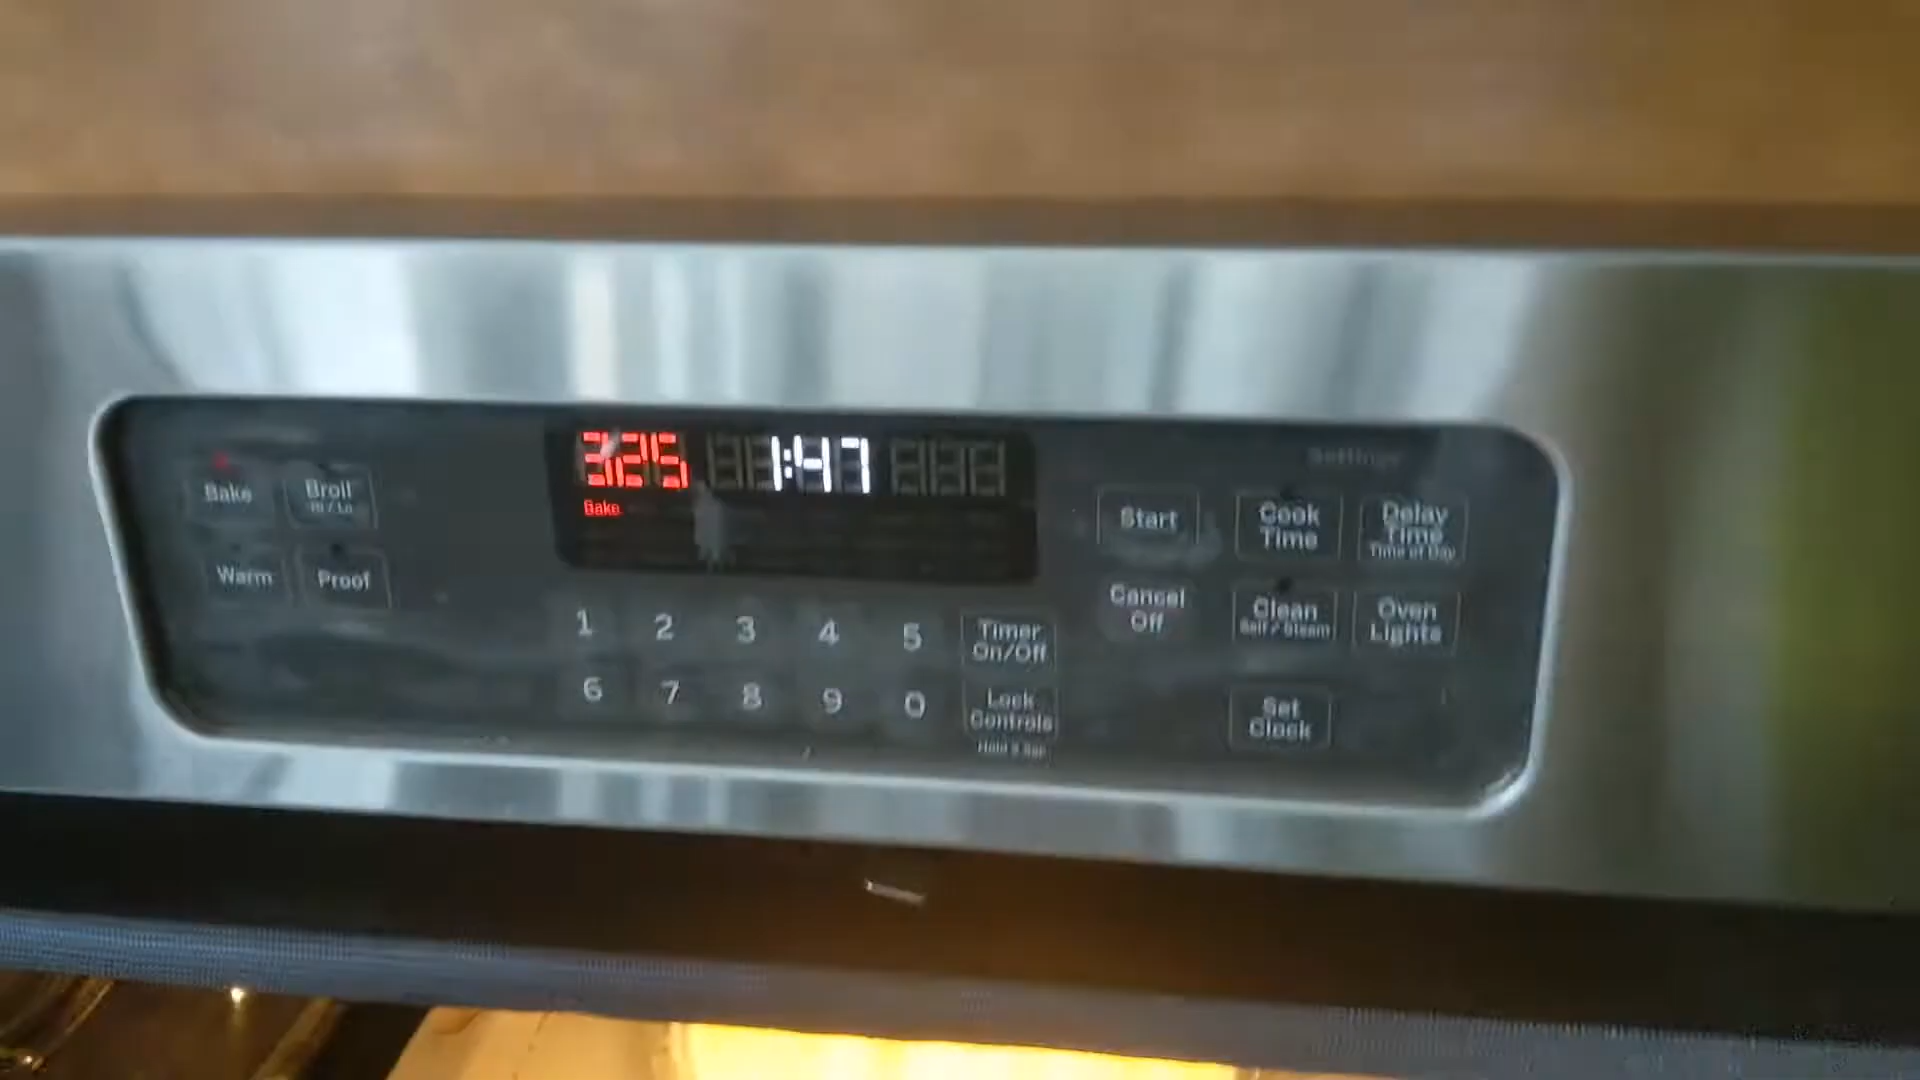 325 1:47
Bake
Settings
Bake
Broil
Hi / Lo
Warm
Proof
1 2 3 4 5
6 7 8 9 0
Timer
On/Off
Lock
Controls
Start
Cancel
Off
Cook
Time
Delay
Time
Time of Day
Clean
Self / Steam
Oven
Lights
Set
Clock